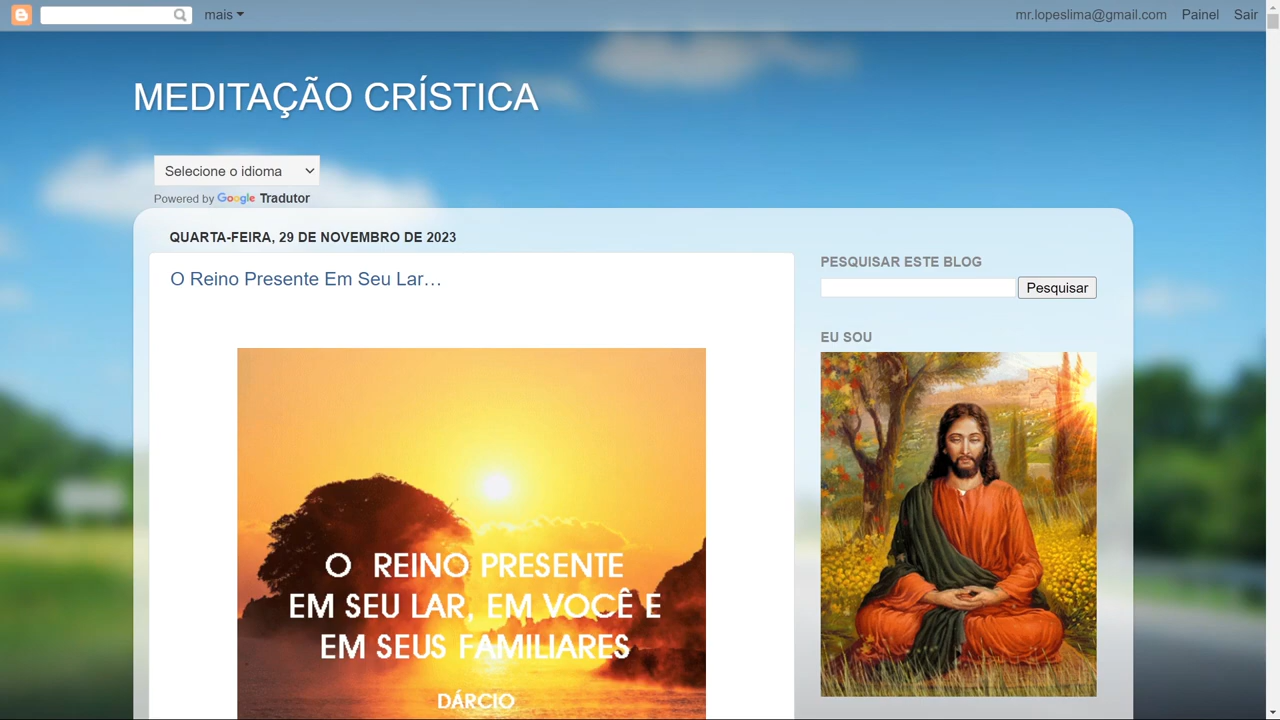 mais
mr.lopeslima@gmail.com Painel Sair
MEDITAÇÃO CRÍSTICA
Selecione o idioma
Powered by Google Tradutor
QUARTA-FEIRA, 29 DE NOVEMBRO DE 2023
O Reino Presente Em Seu Lar…
O REINO PRESENTE
EM SEU LAR, EM VOCÊ E
EM SEUS FAMILIARES
DÁRCIO
PESQUISAR ESTE BLOG
Pesquisar
EU SOU